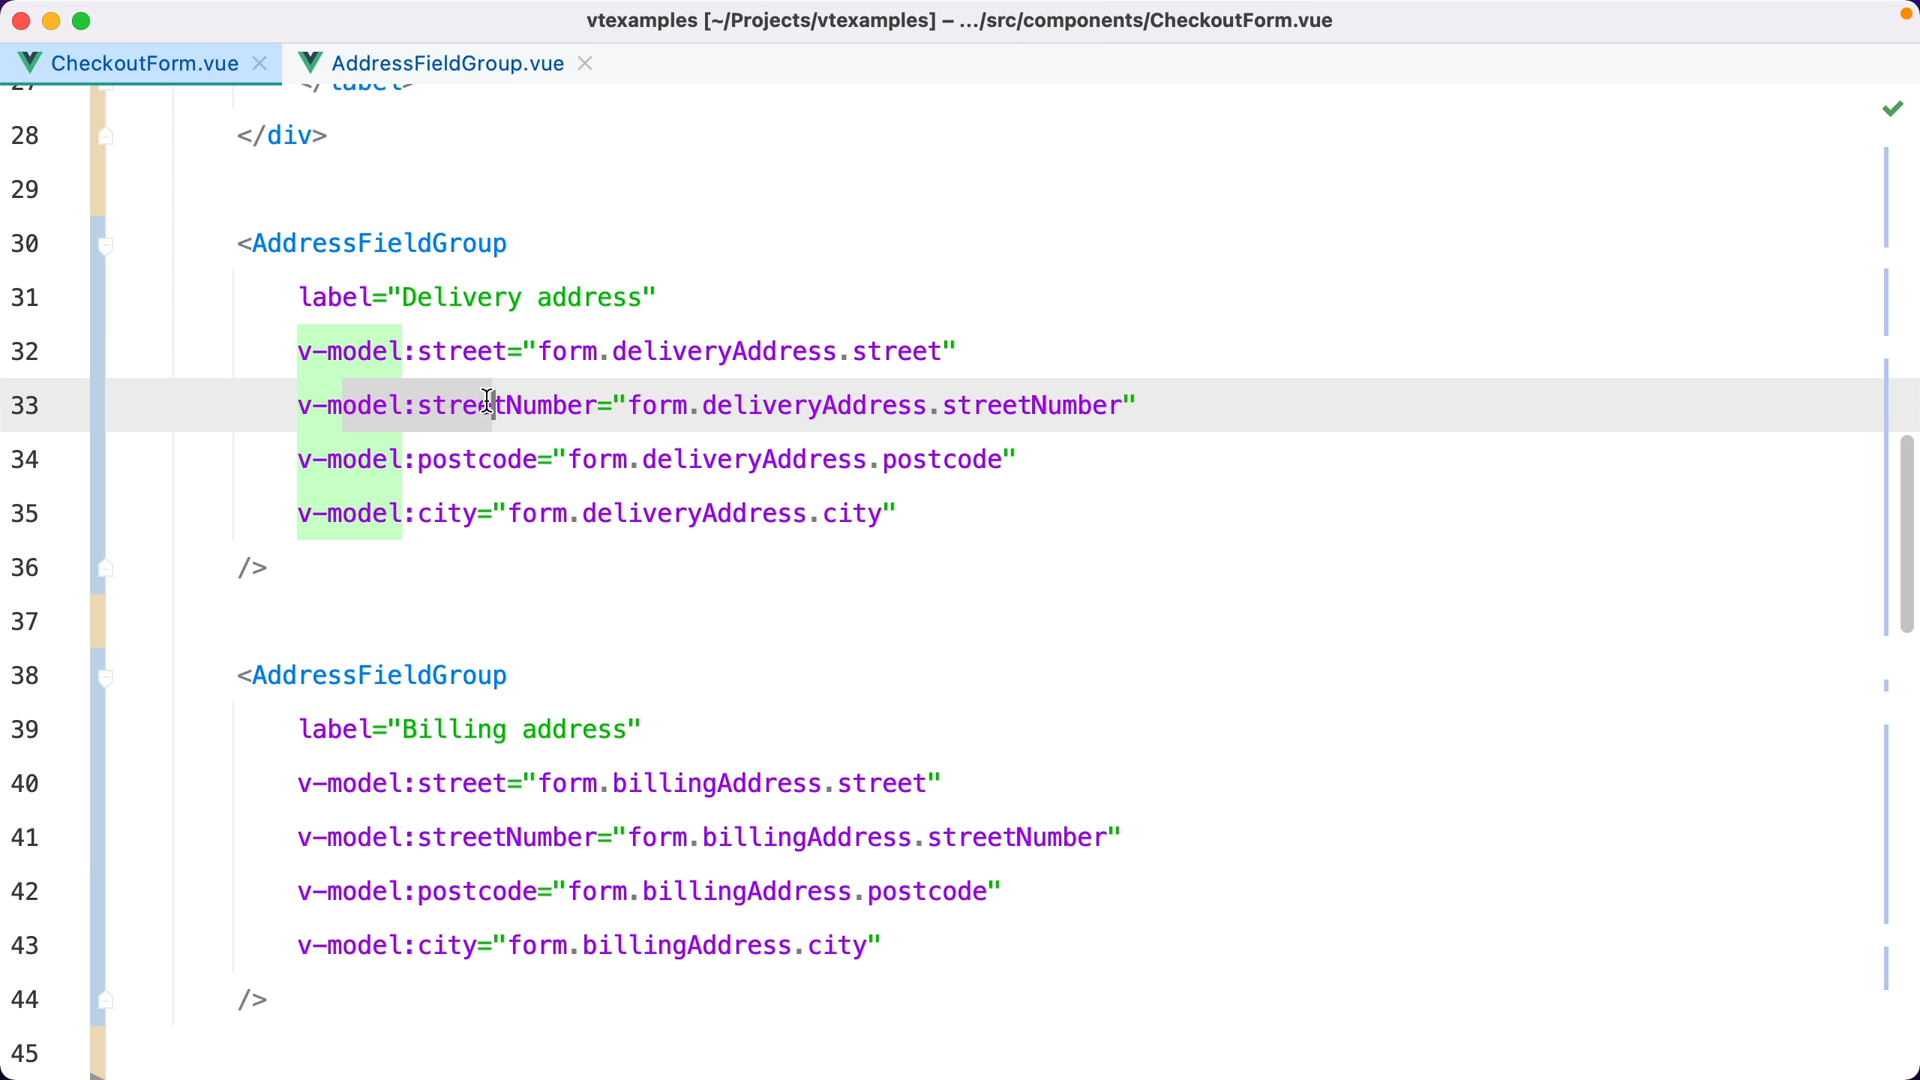 vtexamples [~/Projects/vtexamples] – .../src/components/CheckoutForm.vue
CheckoutForm.vue
AddressFieldGroup.vue
27 </label>
28 </div>
29
30 <AddressFieldGroup
31 label="Delivery address"
32 v-model:street="form.deliveryAddress.street"
33 v-model:streetNumber="form.deliveryAddress.streetNumber"
34 v-model:postcode="form.deliveryAddress.postcode"
35 v-model:city="form.deliveryAddress.city"
36 />
37
38 <AddressFieldGroup
39 label="Billing address"
40 v-model:street="form.billingAddress.street"
41 v-model:streetNumber="form.billingAddress.streetNumber"
42 v-model:postcode="form.billingAddress.postcode"
43 v-model:city="form.billingAddress.city"
44 />
45